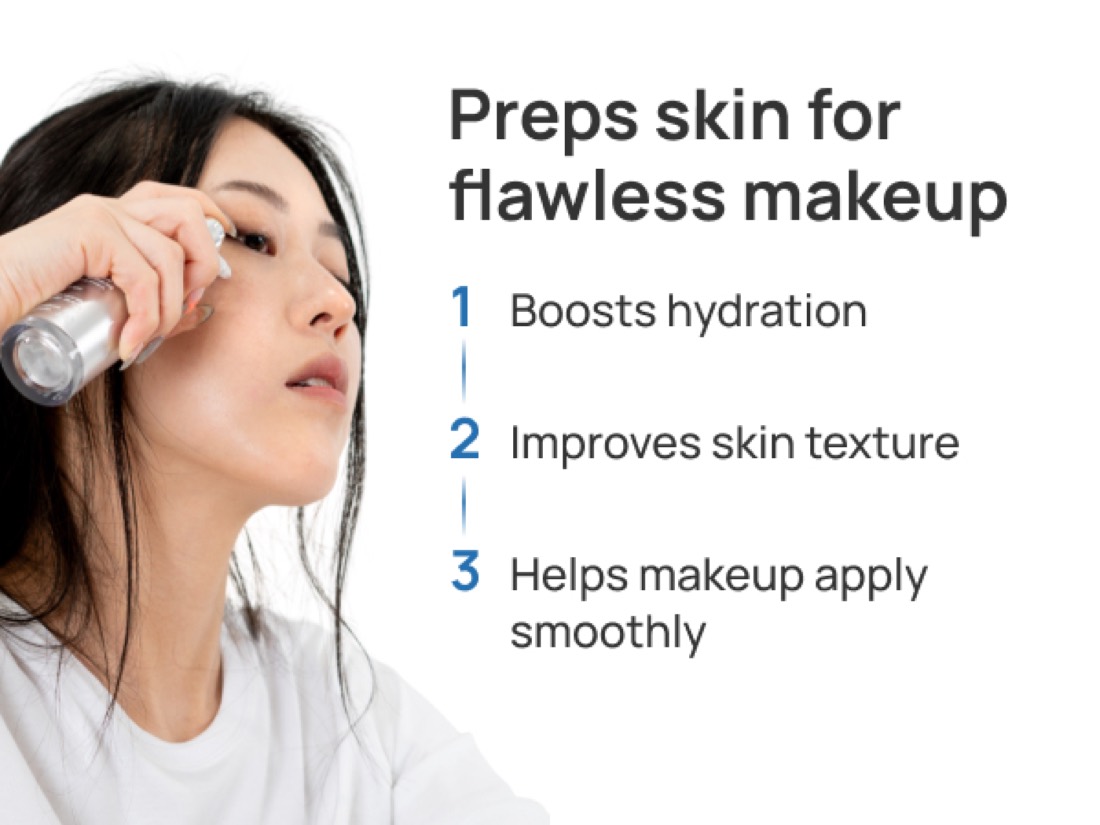 Preps skin for
flawless makeup
1 Boosts hydration
2 Improves skin texture
3 Helps makeup apply
smoothly